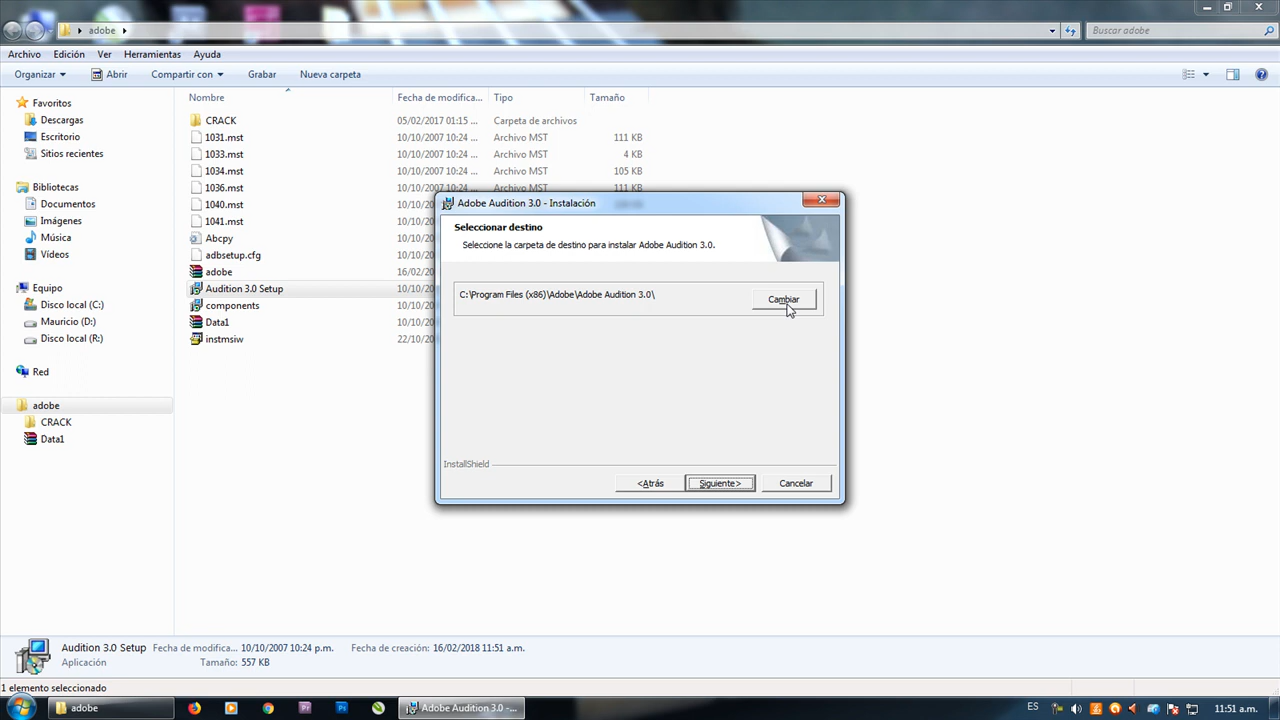 adobe
Buscar adobe
Archivo Edición Ver Herramientas Ayuda
Organizar Abrir Compartir con Grabar Nueva carpeta
Favoritos
Descargas
Escritorio
Sitios recientes
Bibliotecas
Documentos
Imágenes
Música
Vídeos
Equipo
Disco local (C:)
Mauricio (D:)
Disco local (R:)
Red
adobe
CRACK
Data1
Nombre Fecha de modifica... Tipo Tamaño
CRACK 05/02/2017 01:15 ... Carpeta de archivos
1031.mst 10/10/2007 10:24 ... Archivo MST 111 KB
1033.mst 10/10/2007 10:24 ... Archivo MST 4 KB
1034.mst 10/10/2007 10:24 ... Archivo MST 105 KB
1036.mst 10/10/2007 10:24 ... Archivo MST 111 KB
1040.mst 10/10/
1041.mst 10/10/
Abcpy 10/10/
adbsetup.cfg 10/10/
adobe 16/02/
Audition 3.0 Setup 10/10/
components 10/10/
Data1 10/10/
instmsiw 22/10/
Adobe Audition 3.0 - Instalación
Seleccionar destino
Seleccione la carpeta de destino para instalar Adobe Audition 3.0.
C:\Program Files (x86)\Adobe\Adobe Audition 3.0\
Cambiar
InstallShield
<Atrás Siguiente> Cancelar
Audition 3.0 Setup Fecha de modifica... 10/10/2007 10:24 p.m. Fecha de creación: 16/02/2018 11:51 a.m.
Aplicación Tamaño: 557 KB
1 elemento seleccionado
adobe
Pr
Ps
Adobe Audition 3.0 -...
ES
11:51 a.m.